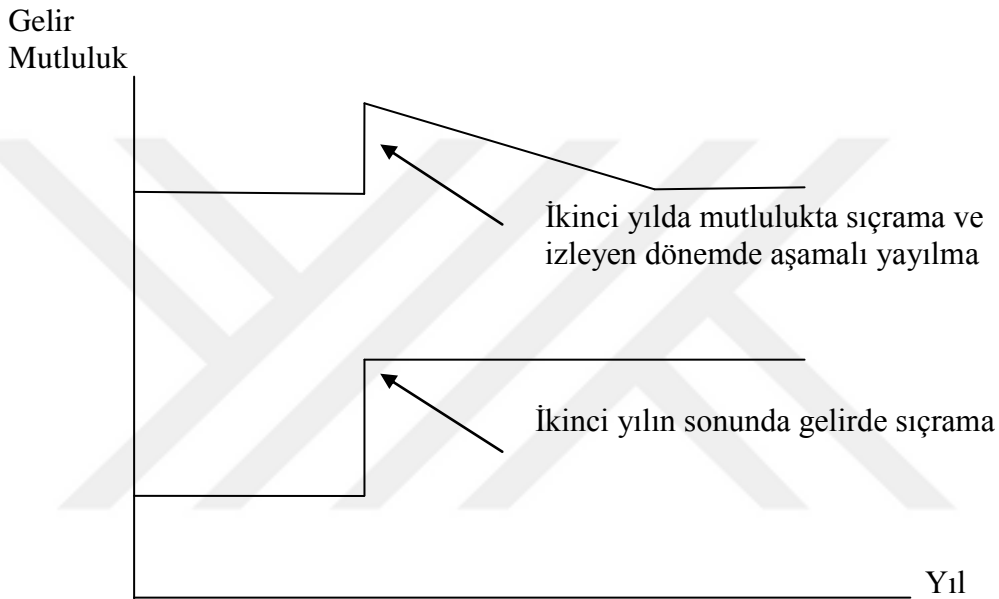 Gelir
Mutluluk
İkinci yılda mutlulukta sıçrama ve
izleyen dönemde aşamalı yayılma
İkinci yılın sonunda gelirde sıçrama
Yıl